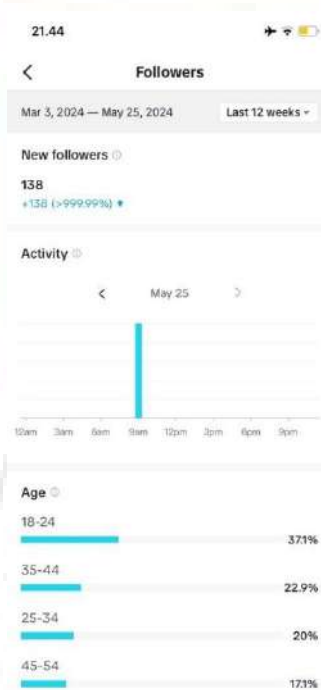 21.44
Followers
Mar 3, 2024 — May 25, 2024 Last 12 weeks
New followers
138
+138 (>999.99%)
Activity
May 25
12am 3am 6am 9am 12pm 3pm 6pm 9pm
Age
18-24
37.1%
35-44
22.9%
25-34
20%
45-54
17.1%